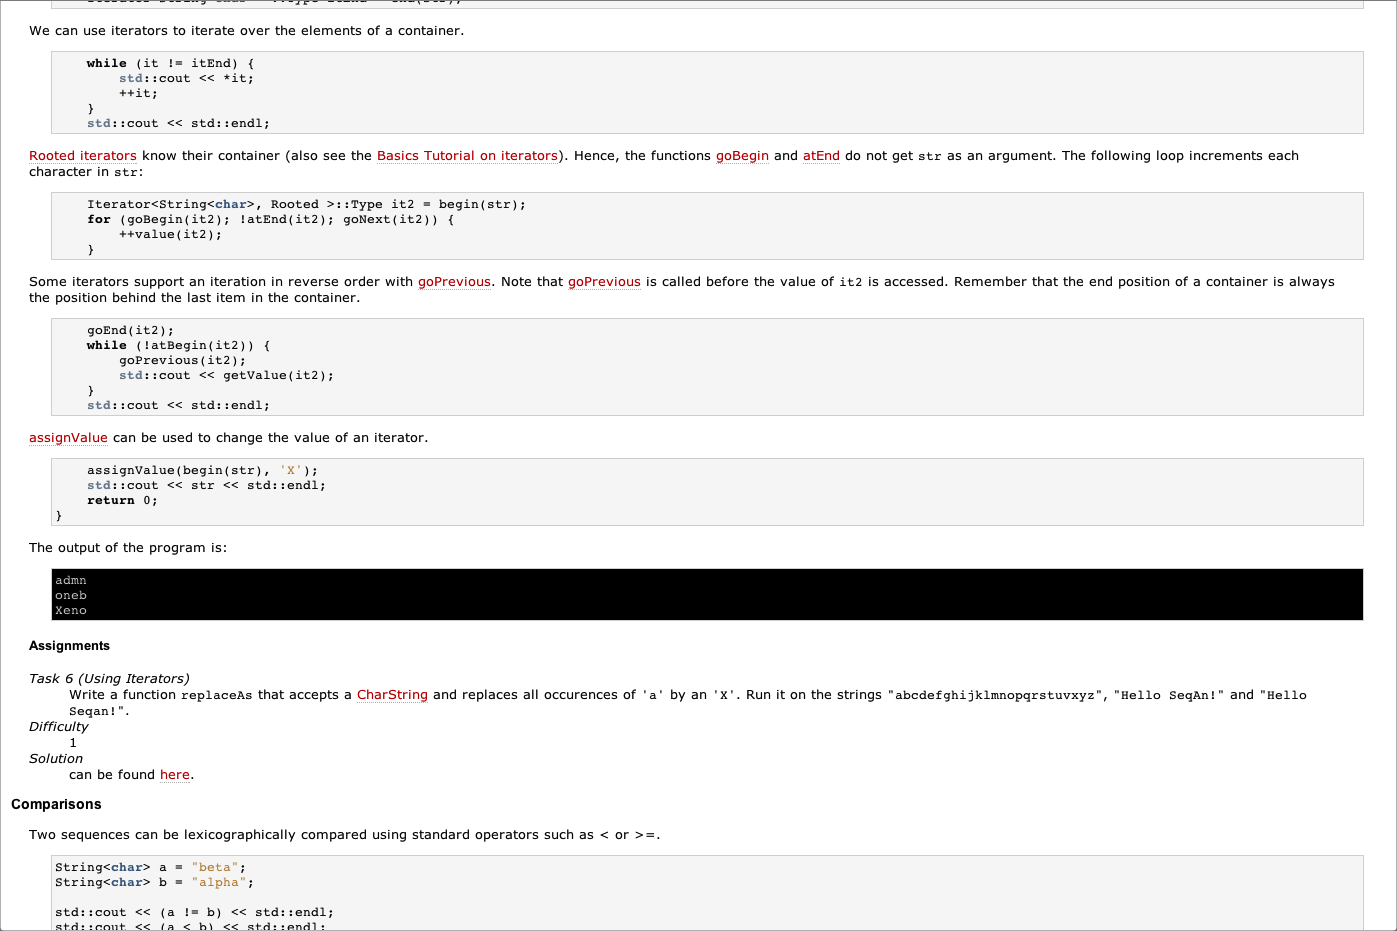 We can use iterators to iterate over the elements of a container.
while (it != itEnd) {
std::cout << *it;
++it;
}
std::cout << std::endl;
Rooted iterators know their container (also see the Basics Tutorial on iterators). Hence, the functions goBegin and atEnd do not get str as an argument. The following loop increments each
character in str:
Iterator<String<char>, Rooted >::Type it2 = begin(str);
for (goBegin(it2); !atEnd(it2); goNext(it2)) {
++value(it2);
}
Some iterators support an iteration in reverse order with goPrevious. Note that goPrevious is called before the value of it2 is accessed. Remember that the end position of a container is always
the position behind the last item in the container.
goEnd(it2);
while (!atBegin(it2)) {
goPrevious(it2);
std::cout << getValue(it2);
}
std::cout << std::endl;
assignValue can be used to change the value of an iterator.
assignValue(begin(str), 'X');
std::cout << str << std::endl;
return 0;
}
The output of the program is:
admn
oneb
Xeno
Assignments
Task 6 (Using Iterators)
Write a function replaceAs that accepts a CharString and replaces all occurences of 'a' by an 'X'. Run it on the strings "abcdefghijklmnopqrstuvxyz", "Hello SeqAn!" and "Hello
Seqan!".
Difficulty
1
Solution
can be found here.
Comparisons
Two sequences can be lexicographically compared using standard operators such as < or >=.
String<char> a = "beta";
String<char> b = "alpha";
std::cout << (a != b) << std::endl;
std::cout << (a < b) << std::endl;